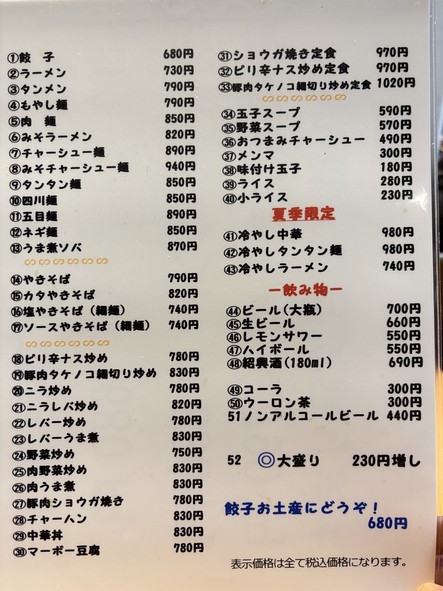 ①餃 子 680円
②ラーメン 730円
③タンメン 790円
④もやし麺 790円
⑤肉 麺 850円
⑥みそラーメン 820円
⑦チャーシュー麺 890円
⑧みそチャーシュー麺 940円
⑨タンタン麺 850円
⑩四川麺 850円
⑪五目麺 890円
⑫ネギ麺 850円
⑬うま煮ソバ 870円
⑭やきそば 790円
⑮カタやきそば 820円
⑯塩やきそば（細麺） 740円
⑰ソースやきそば（細麺） 740円
⑱ピリ辛ナス炒め 780円
⑲豚肉タケノコ細切り炒め 830円
⑳ニラ炒め 780円
㉑ニラレバ炒め 820円
㉒レバー炒め 780円
㉓レバーうま煮 830円
㉔野菜炒め 750円
㉕肉野菜炒め 830円
㉖肉うま煮 830円
㉗豚肉ショウガ焼き 780円
㉘チャーハン 830円
㉙中華丼 830円
㉚マーボー豆腐 780円
㉛ショウガ焼き定食 970円
㉜ピリ辛ナス炒め定食 970円
㉝豚肉タケノコ細切り炒め定食 1020円
㉞玉子スープ 590円
㉟野菜スープ 570円
㊱おつまみチャーシュー 490円
㊲メンマ 300円
㊳味付け玉子 180円
㊴ライス 280円
㊵小ライス 230円
夏季限定
㊶冷やし中華 980円
㊷冷やしタンタン麺 980円
㊸冷やしラーメン 740円
ー飲み物ー
㊹ビール(大瓶) 700円
㊺生ビール 660円
㊻レモンサワー 550円
㊼ハイボール 550円
㊽紹興酒(180ml) 690円
㊾コーラ 300円
㊿ウーロン茶 300円
51ノンアルコールビール 440円
52 ◎大盛り 230円増し
餃子お土産にどうぞ！
680円
表示価格は全て税込価格になります。